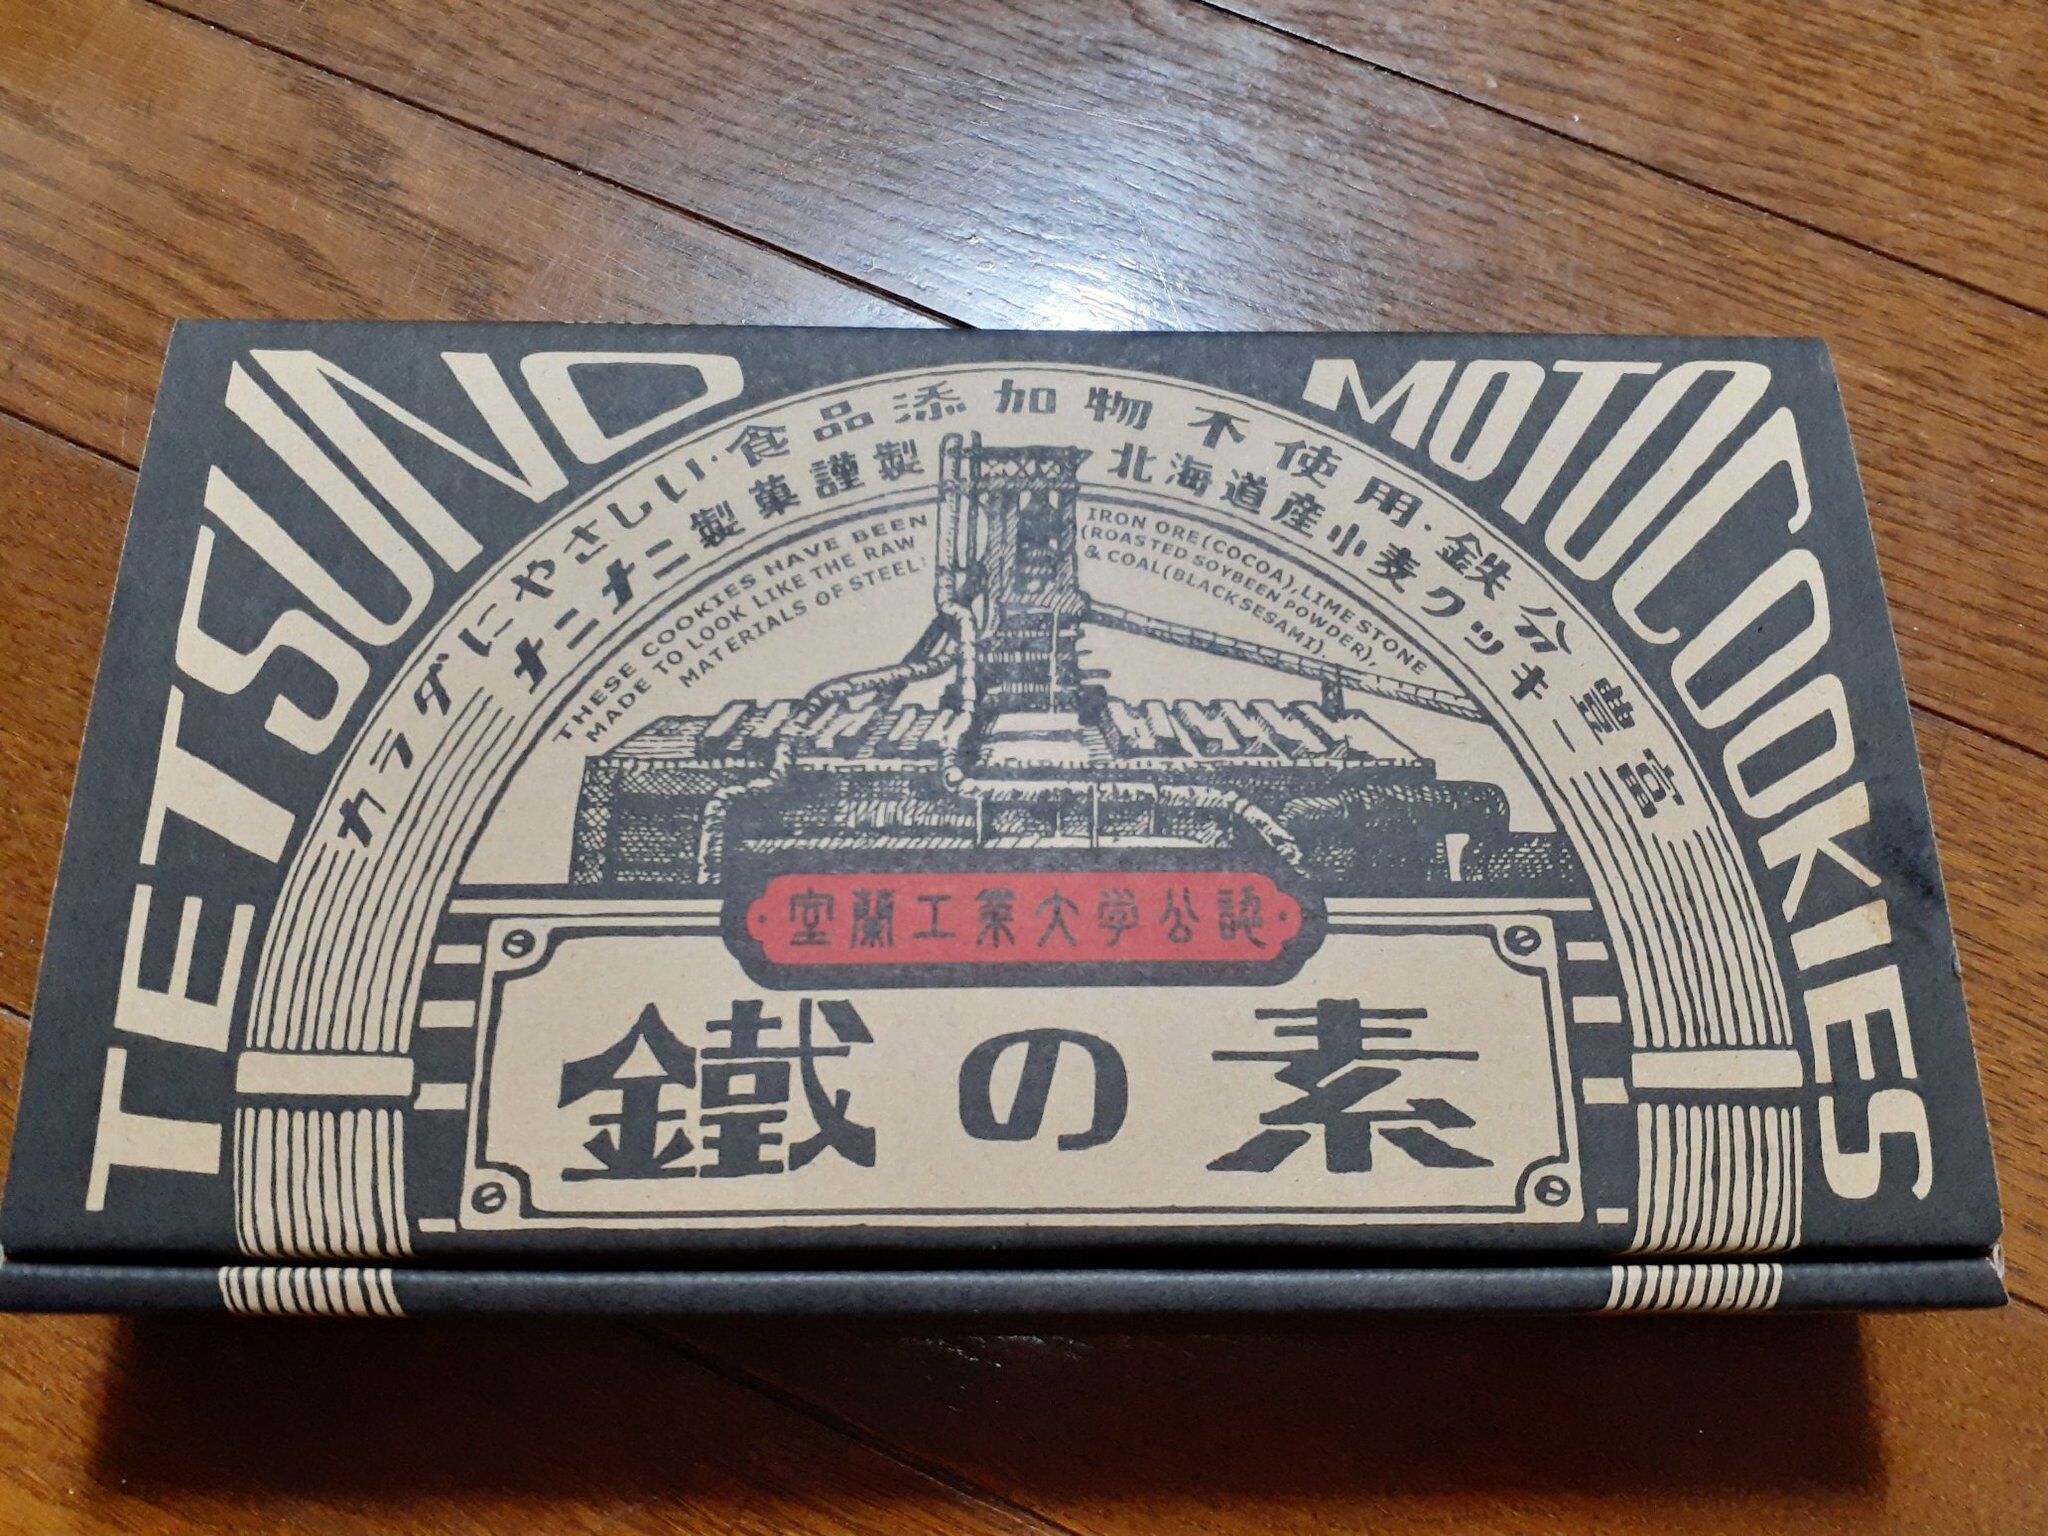 TETSUNO MOTOCOOKIES
カラダにやさしい・食品添加物不使用・鉄分豊富
ナニナニ製菓謹製 北海道産小麦クッキー
THESE COOKIES HAVE BEEN
MADE TO LOOK LIKE THE RAW
MATERIALS OF STEEL:
IRON ORE(COCOA),LIME STONE
(ROASTED SOYBEEN POWDER),
& COAL(BLACKSESAMI).
・室蘭工業大学公認・
鐵の素